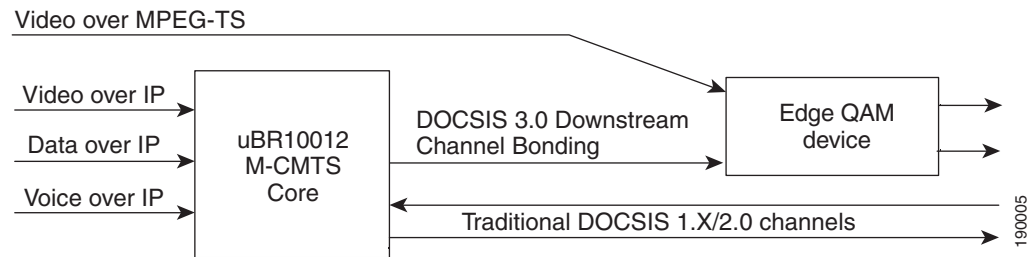 Video over MPEG-TS
Video over IP
Data over IP
Voice over IP
uBR10012
M-CMTS
Core
DOCSIS 3.0 Downstream
Channel Bonding
Edge QAM
device
Traditional DOCSIS 1.X/2.0 channels
190005